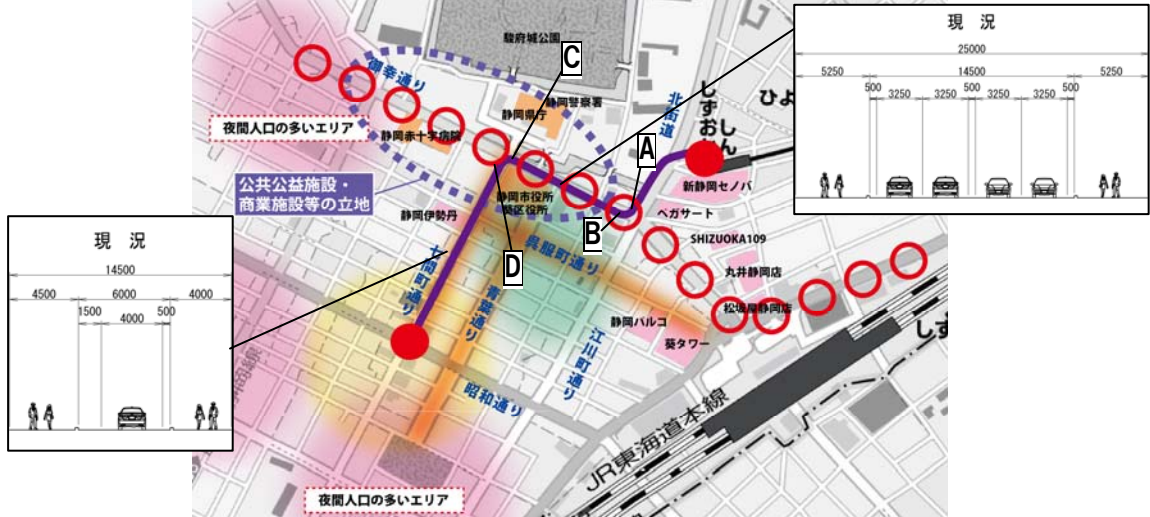 現 況
25000
5250
14500
5250
500
3250
3250
500
3250
3250
500
駿府城公園
C
御幸通り
静岡警察署
静岡県庁
北街道
しずお
しん
ひよ
夜間人口の多いエリア
静岡赤十字病院
A
新静岡セノバ
公共公益施設・
商業施設等の立地
静岡市役所
葵区役所
静岡伊勢丹
ペガサート
B
SHIZUOKA109
現 況
14500
4500
6000
4000
1500
4000
500
七間町通り
D
呉服町通り
丸井静岡店
青葉通り
松坂屋静岡店
静岡パルコ
葵タワー
江川町通り
しず
昭和通り
JR東海道本線
夜間人口の多いエリア